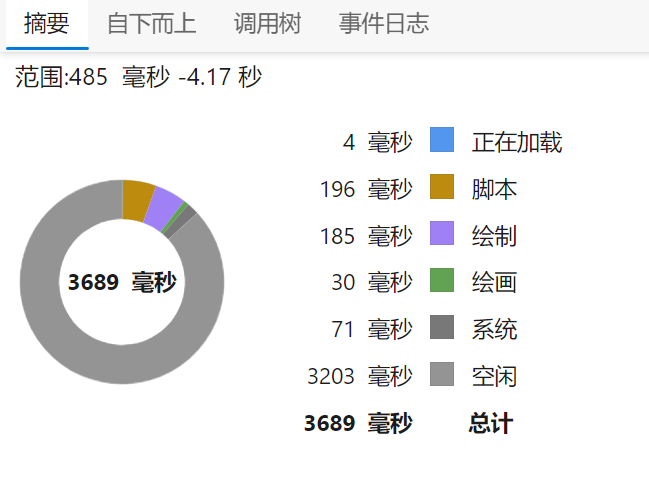 摘要 自下而上 调用树 事件日志
范围:485 毫秒 -4.17 秒
4 毫秒 正在加载
196 毫秒 脚本
185 毫秒 绘制
30 毫秒 绘画
71 毫秒 系统
3203 毫秒 空闲
3689 毫秒 总计
3689 毫秒